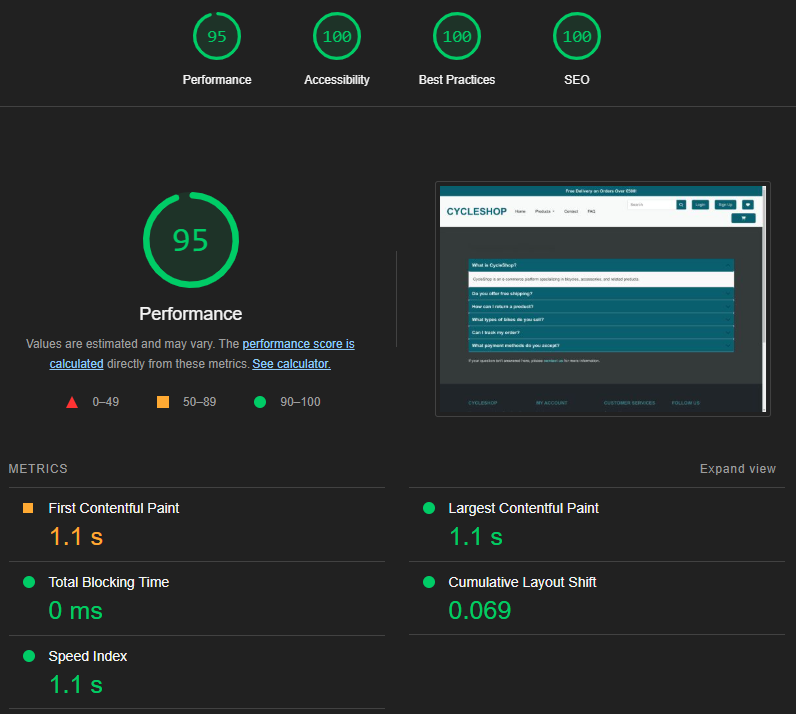 95 100 100 100
Performance Accessibility Best Practices SEO
95
Performance
Values are estimated and may vary. The performance score is
calculated directly from these metrics. See calculator.
0–49 50–89 90–100
Free Delivery on Orders Over £500!
CYCLESHOP Home Products Contact FAQ
Search Login Sign Up
What is CycleShop?
CycleShop is an e-commerce platform specializing in bicycles, accessories, and related products.
Do you offer free shipping?
How can I return a product?
What types of bikes do you sell?
Can I track my order?
What payment methods do you accept?
If your question isn't answered here, please contact us for more information.
CYCLESHOP MY ACCOUNT CUSTOMER SERVICES FOLLOW US
METRICS Expand view
First Contentful Paint
1.1 s
Largest Contentful Paint
1.1 s
Total Blocking Time
0 ms
Cumulative Layout Shift
0.069
Speed Index
1.1 s